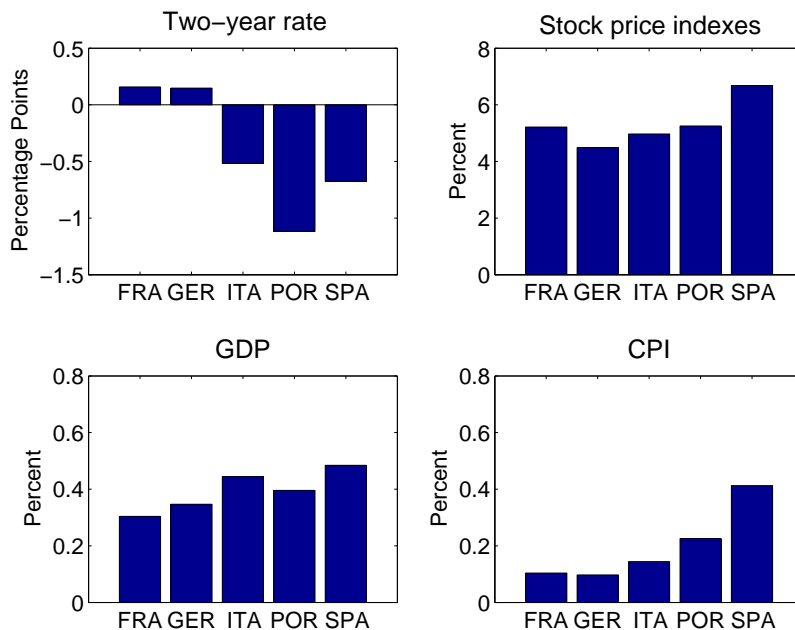 Two−year rate
Percentage Points
0.5
0
−0.5
−1
−1.5
FRA GER ITA POR SPA
Stock price indexes
Percent
8
6
4
2
0
FRA GER ITA POR SPA
GDP
Percent
0.8
0.6
0.4
0.2
0
FRA GER ITA POR SPA
CPI
Percent
0.8
0.6
0.4
0.2
0
FRA GER ITA POR SPA